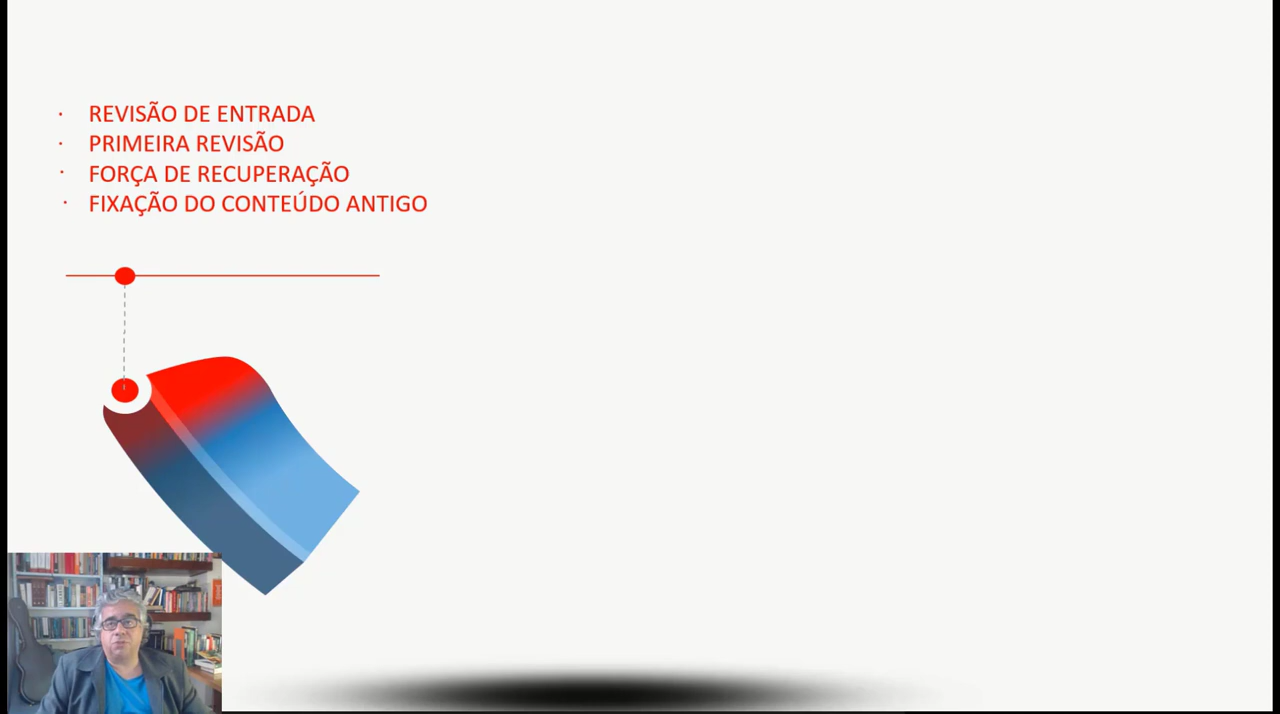 · REVISÃO DE ENTRADA
· PRIMEIRA REVISÃO
· FORÇA DE RECUPERAÇÃO
· FIXAÇÃO DO CONTEÚDO ANTIGO